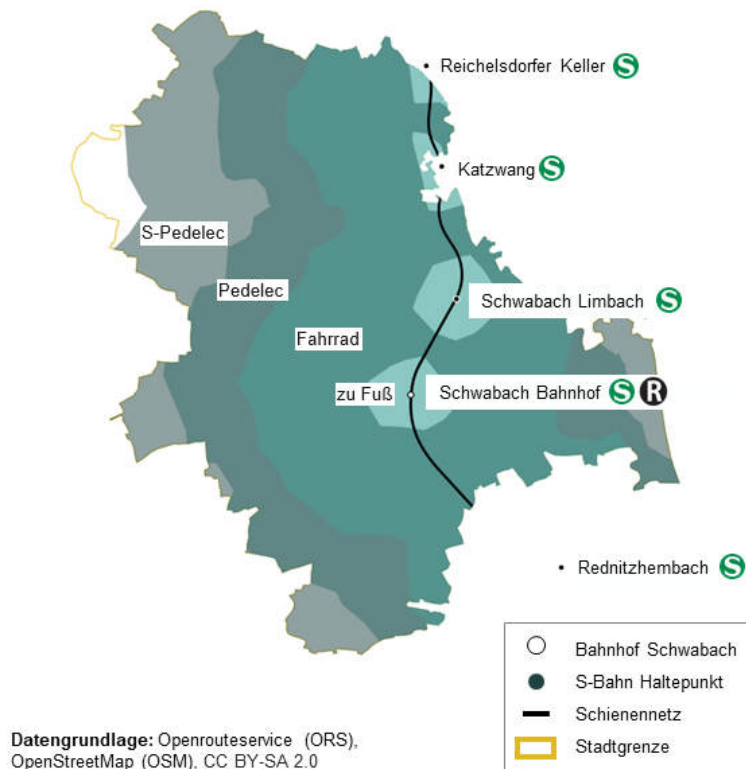 Reichelsdorfer Keller S
Katzwang S
S-Pedelec
Pedelec
Schwabach Limbach S
Fahrrad
zu Fuß
Schwabach Bahnhof S R
Rednitzhembach S
Bahnhof Schwabach
S-Bahn Haltepunkt
Schienennetz
Stadtgrenze
Datengrundlage: Openrouteservice (ORS),
OpenStreetMap (OSM), CC BY-SA 2.0